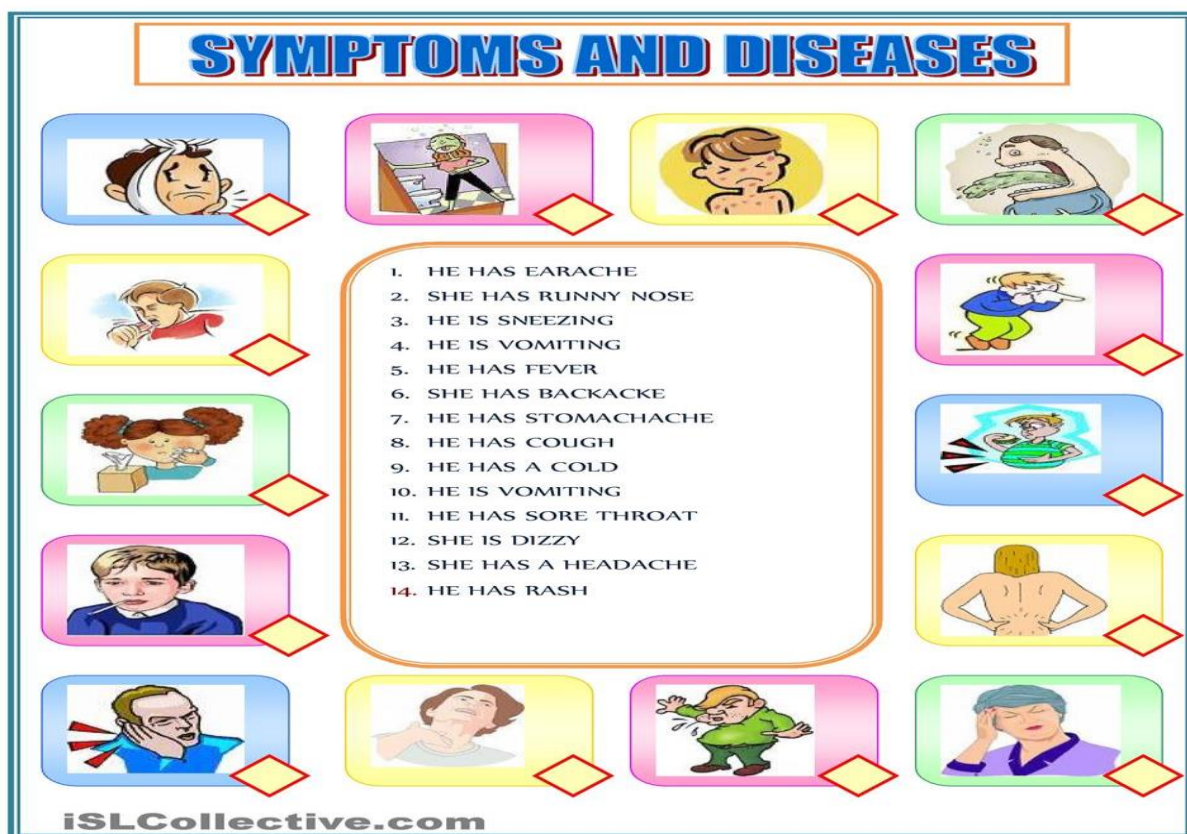 SYMPTOMS AND DISEASES
1. HE HAS EARACHE
2. SHE HAS RUNNY NOSE
3. HE IS SNEEZING
4. HE IS VOMITING
5. HE HAS FEVER
6. SHE HAS BACKACKE
7. HE HAS STOMACHACHE
8. HE HAS COUGH
9. HE HAS A COLD
10. HE IS VOMITING
11. HE HAS SORE THROAT
12. SHE IS DIZZY
13. SHE HAS A HEADACHE
14. HE HAS RASH
iSLCollective.com